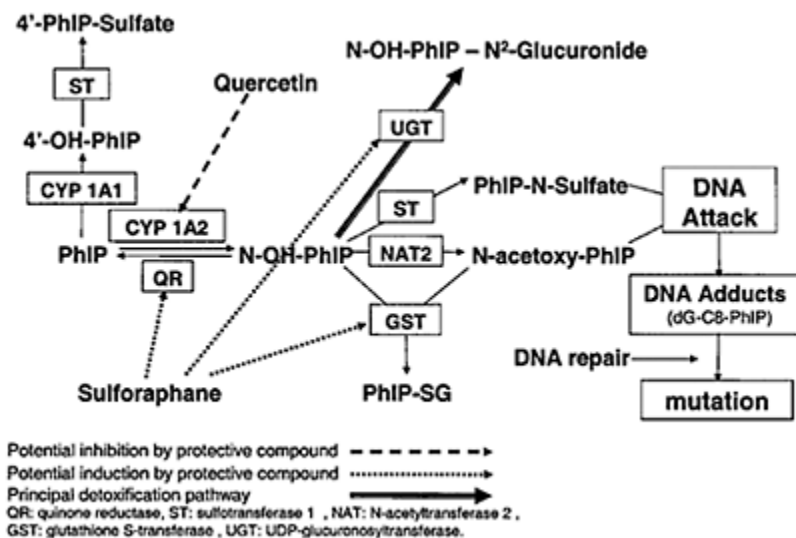 4'-PhIP-Sulfate
N-OH-PhIP – N²-Glucuronide
ST
Quercetin
UGT
4'-OH-PhIP
CYP 1A1
ST
PhIP-N-Sulfate
DNA
Attack
CYP 1A2
PhIP
N-OH-PhIP
NAT2
N-acetoxy-PhIP
QR
GST
DNA Adducts
(dG-C8-PhIP)
DNA repair
Sulforaphane
PhIP-SG
mutation
Potential inhibition by protective compound
Potential induction by protective compound
Principal detoxification pathway
QR: quinone reductase, ST: sulfotransferase 1 , NAT: N-acetyltransferase 2 ,
GST: glutathione S-transferase , UGT: UDP-glucuronosyltransferase.